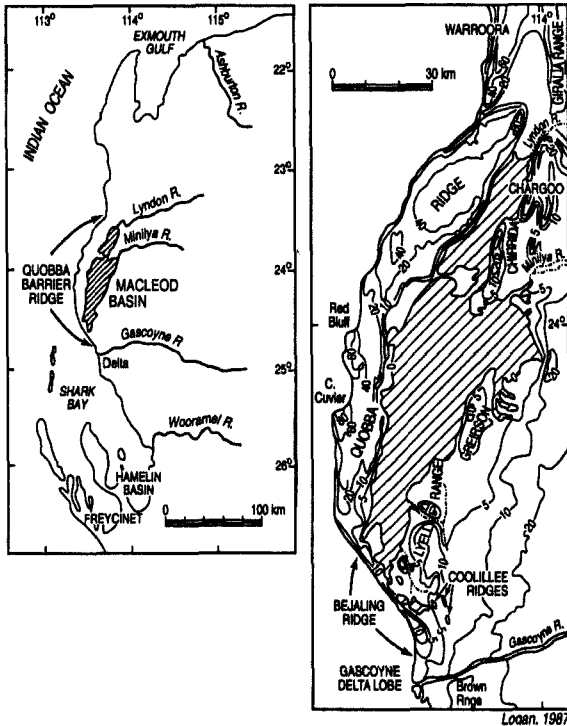 113°
114°
115°
EXMOUTH
GULF
Ashburton R.
22°
INDIAN OCEAN
23°
Lyndon R.
Minilya R.
QUOBBA
BARRIER
RIDGE
MACLEOD
BASIN
24°
Gascoyne R
Delta
25°
SHARK
BAY
Wooramel R.
26°
HAMELIN
BASIN
FREYCINET
0 100 km
114°
WARROORA
GIRALIA RANGE
0 30 km
Lyndon R.
RIDGE
CHARGOO
CHIRRIDA
Minilya R.
Red
Bluff
24°
C.
Cuvier
QUOBBA
GRIERSON
RANGE
LYELL
COOLILLEE
RIDGES
BEJALING
RIDGE
Gascoyne R.
GASCOYNE
DELTA LOBE
Brown
Logan, 1987